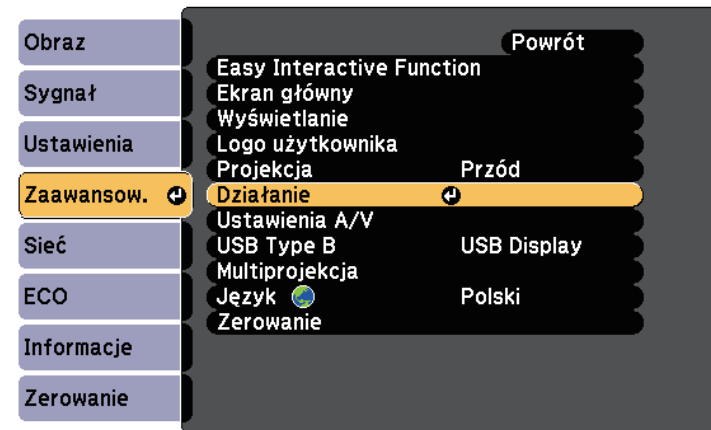 Obraz
Sygnał
Ustawienia
Zaawansow.
Sieć
ECO
Informacje
Zerowanie
Powrót
Easy Interactive Function
Ekran główny
Wyświetlanie
Logo użytkownika
Projekcja Przód
Działanie
Ustawienia A/V
USB Type B USB Display
Multiprojekcja
Język Polski
Zerowanie